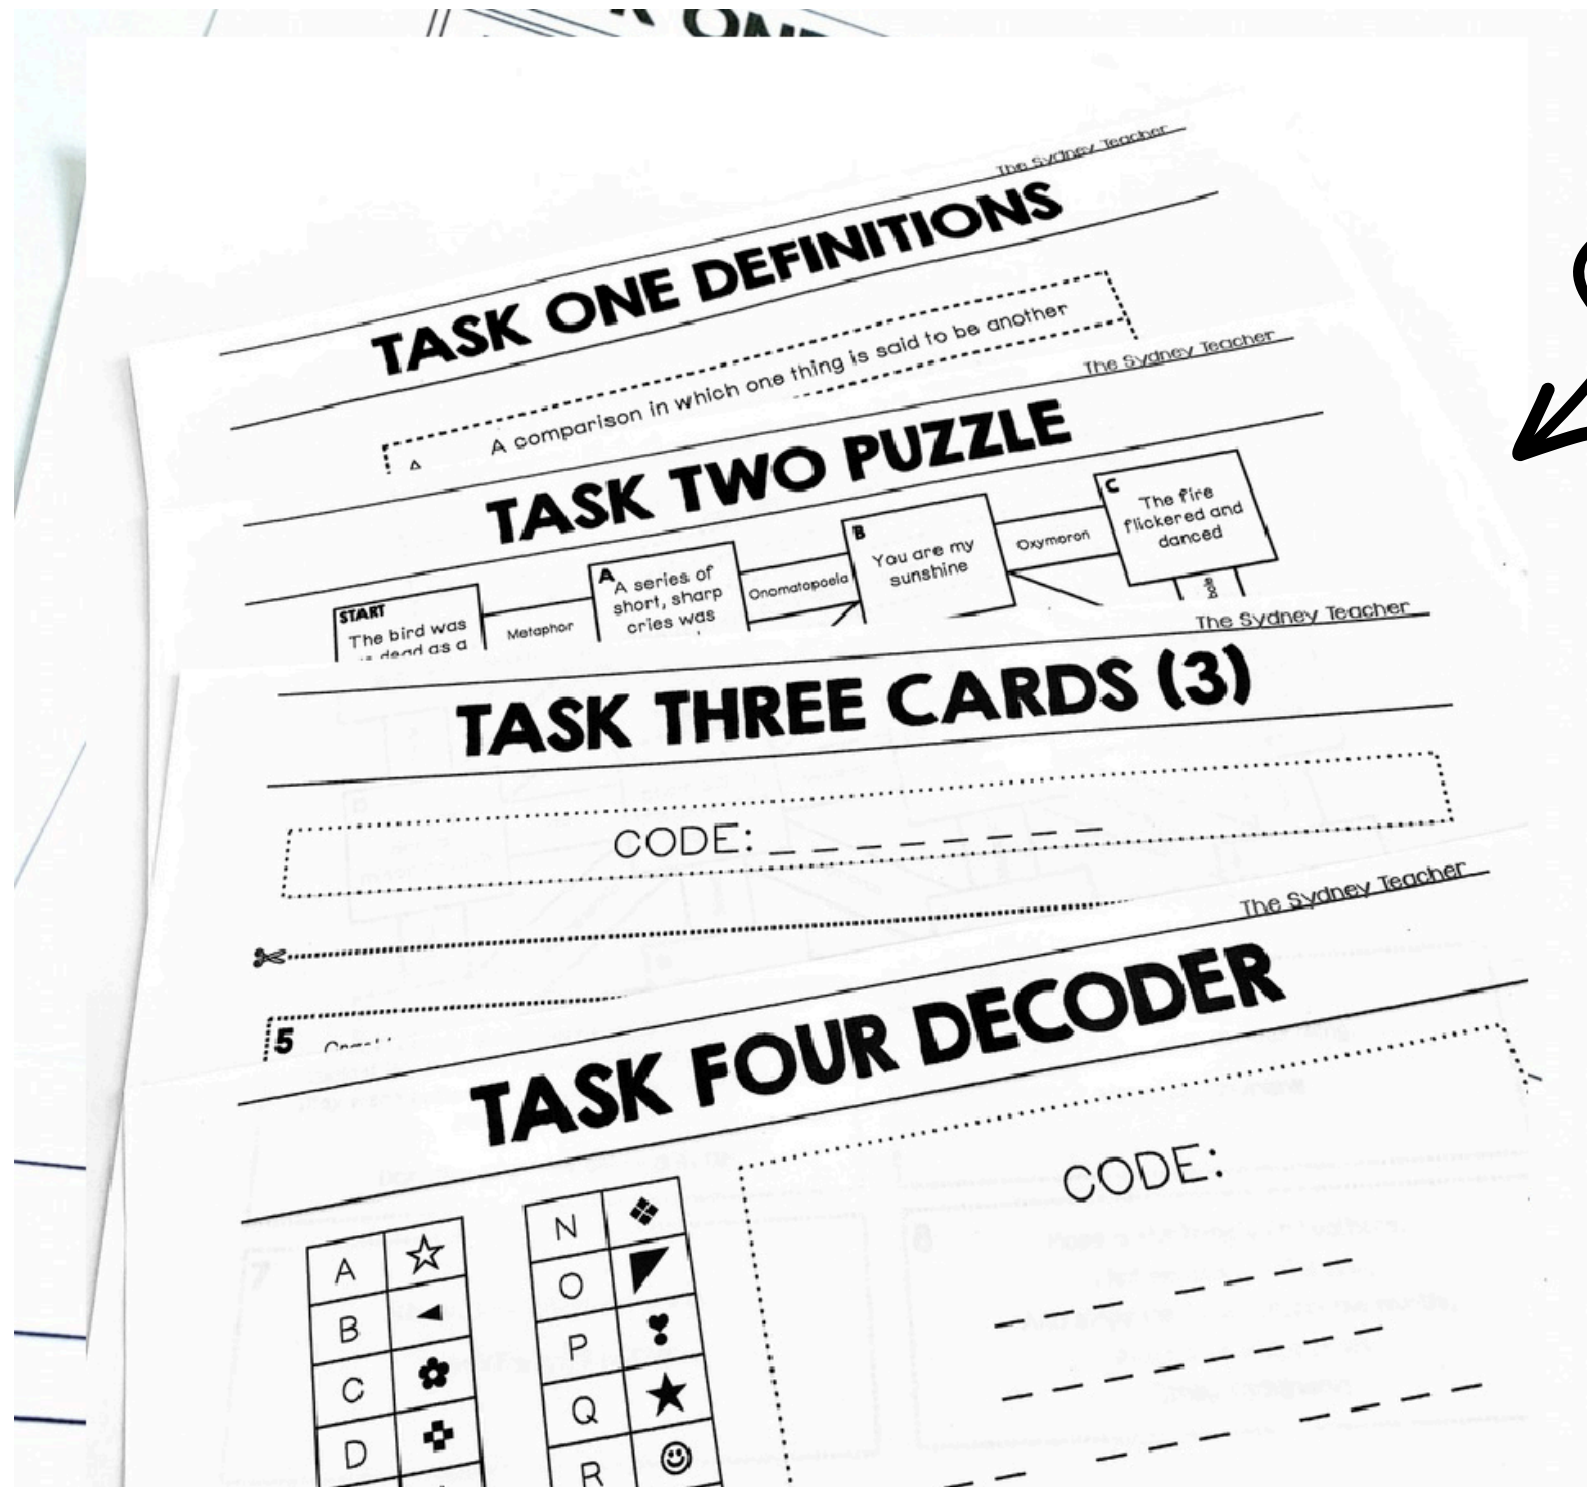 The Sydney Teacher
TASK ONE DEFINITIONS
A comparison in which one thing is said to be another
The Sydney Teacher
TASK TWO PUZZLE
START
The bird was
dead as a
Metaphor
A
A series of
short, sharp
cries was
Onomatopoeia
B
You are my
sunshine
Oxymoron
C
The fire
flickered and
danced
The Sydney Teacher
TASK THREE CARDS (3)
CODE: _ _ _ _ _ _ _ _ _
5
The Sydney Teacher
TASK FOUR DECODER
A
B
C
D
N
O
P
Q
R
CODE: